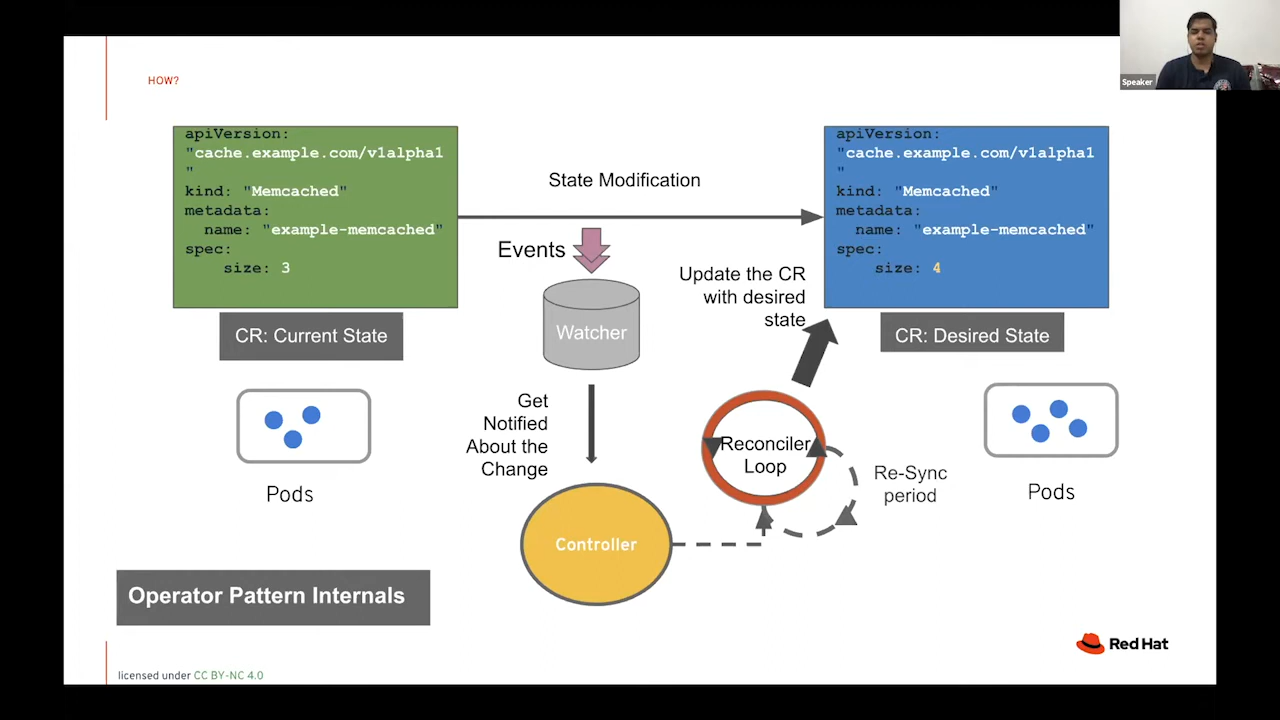 HOW?
apiVersion:
"cache.example.com/v1alpha1
"
kind: "Memcached"
metadata:
name: "example-memcached"
spec:
size: 3
CR: Current State
Pods
State Modification
Events
Watcher
Get
Notified
About the
Change
Controller
Update the CR
with desired
state
Reconciler
Loop
Re-Sync
period
apiVersion:
"cache.example.com/v1alpha1
"
kind: "Memcached"
metadata:
name: "example-memcached"
spec:
size: 4
CR: Desired State
Pods
Operator Pattern Internals
Red Hat
licensed under CC BY-NC 4.0
Speaker